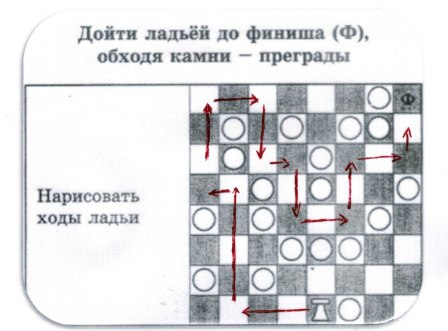 Дойти ладьёй до финиша (Ф),
обходя камни — преграды
Ф
Нарисовать
ходы ладьи